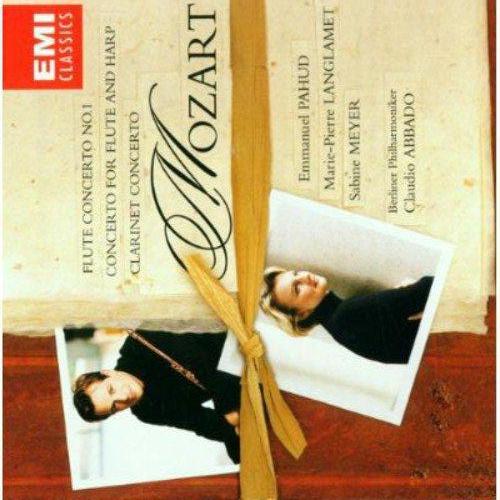 EMI
CLASSICS
FLUTE CONCERTO NO.1
CONCERTO FOR FLUTE AND HARP
CLARINET CONCERTO
MOZART
Emmanuel PAHUD
Marie-Pierre LANGLAMET
Sabine MEYER
Berliner Philharmoniker
Claudio ABBADO